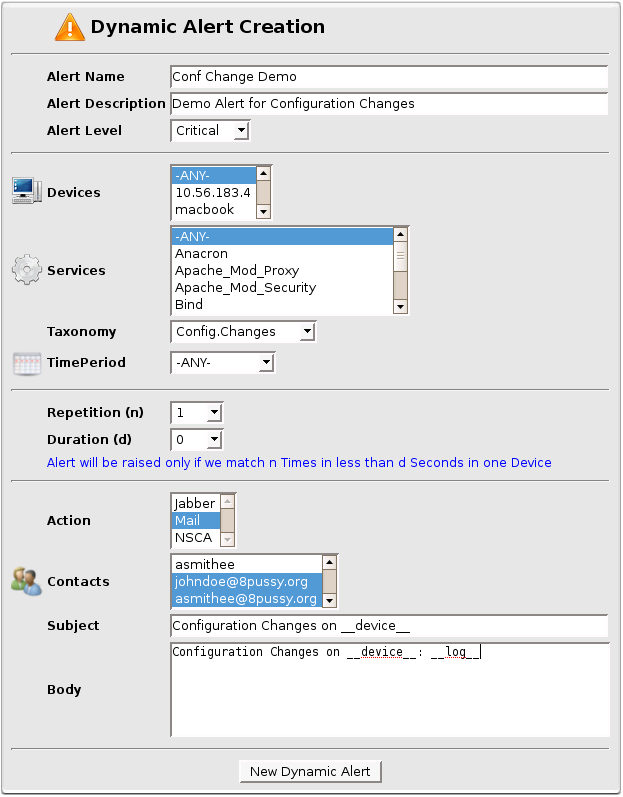 Dynamic Alert Creation
Alert Name Conf Change Demo
Alert Description Demo Alert for Configuration Changes
Alert Level Critical
Devices
-ANY-
10.56.183.4
macbook
Services
-ANY-
Anacron
Apache_Mod_Proxy
Apache_Mod_Security
Bind
Taxonomy Config.Changes
TimePeriod -ANY-
Repetition (n) 1
Duration (d) 0
Alert will be raised only if we match n Times in less than d Seconds in one Device
Action
Jabber
Mail
NSCA
Contacts
asmithee
johndoe@8pussy.org
asmithee@8pussy.org
Subject Configuration Changes on __device__
Body
Configuration Changes on __device__: __log__
New Dynamic Alert